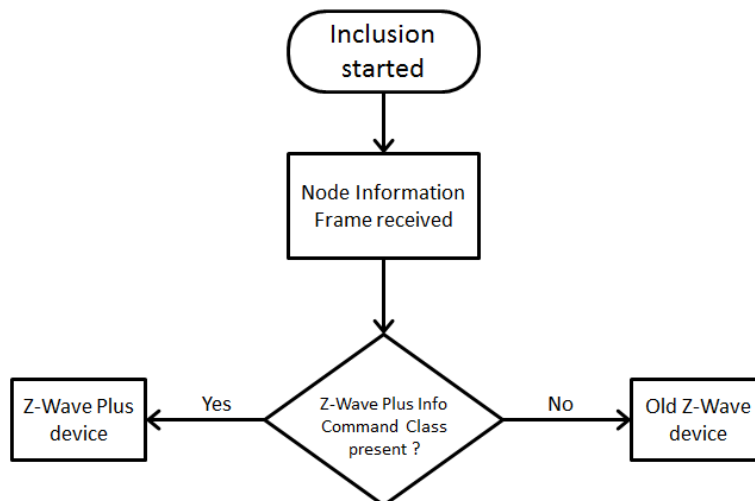 Inclusion
started
Node Information
Frame received
Z-Wave Plus
device
Yes
Z-Wave Plus Info
Command Class
present ?
No
Old Z-Wave
device